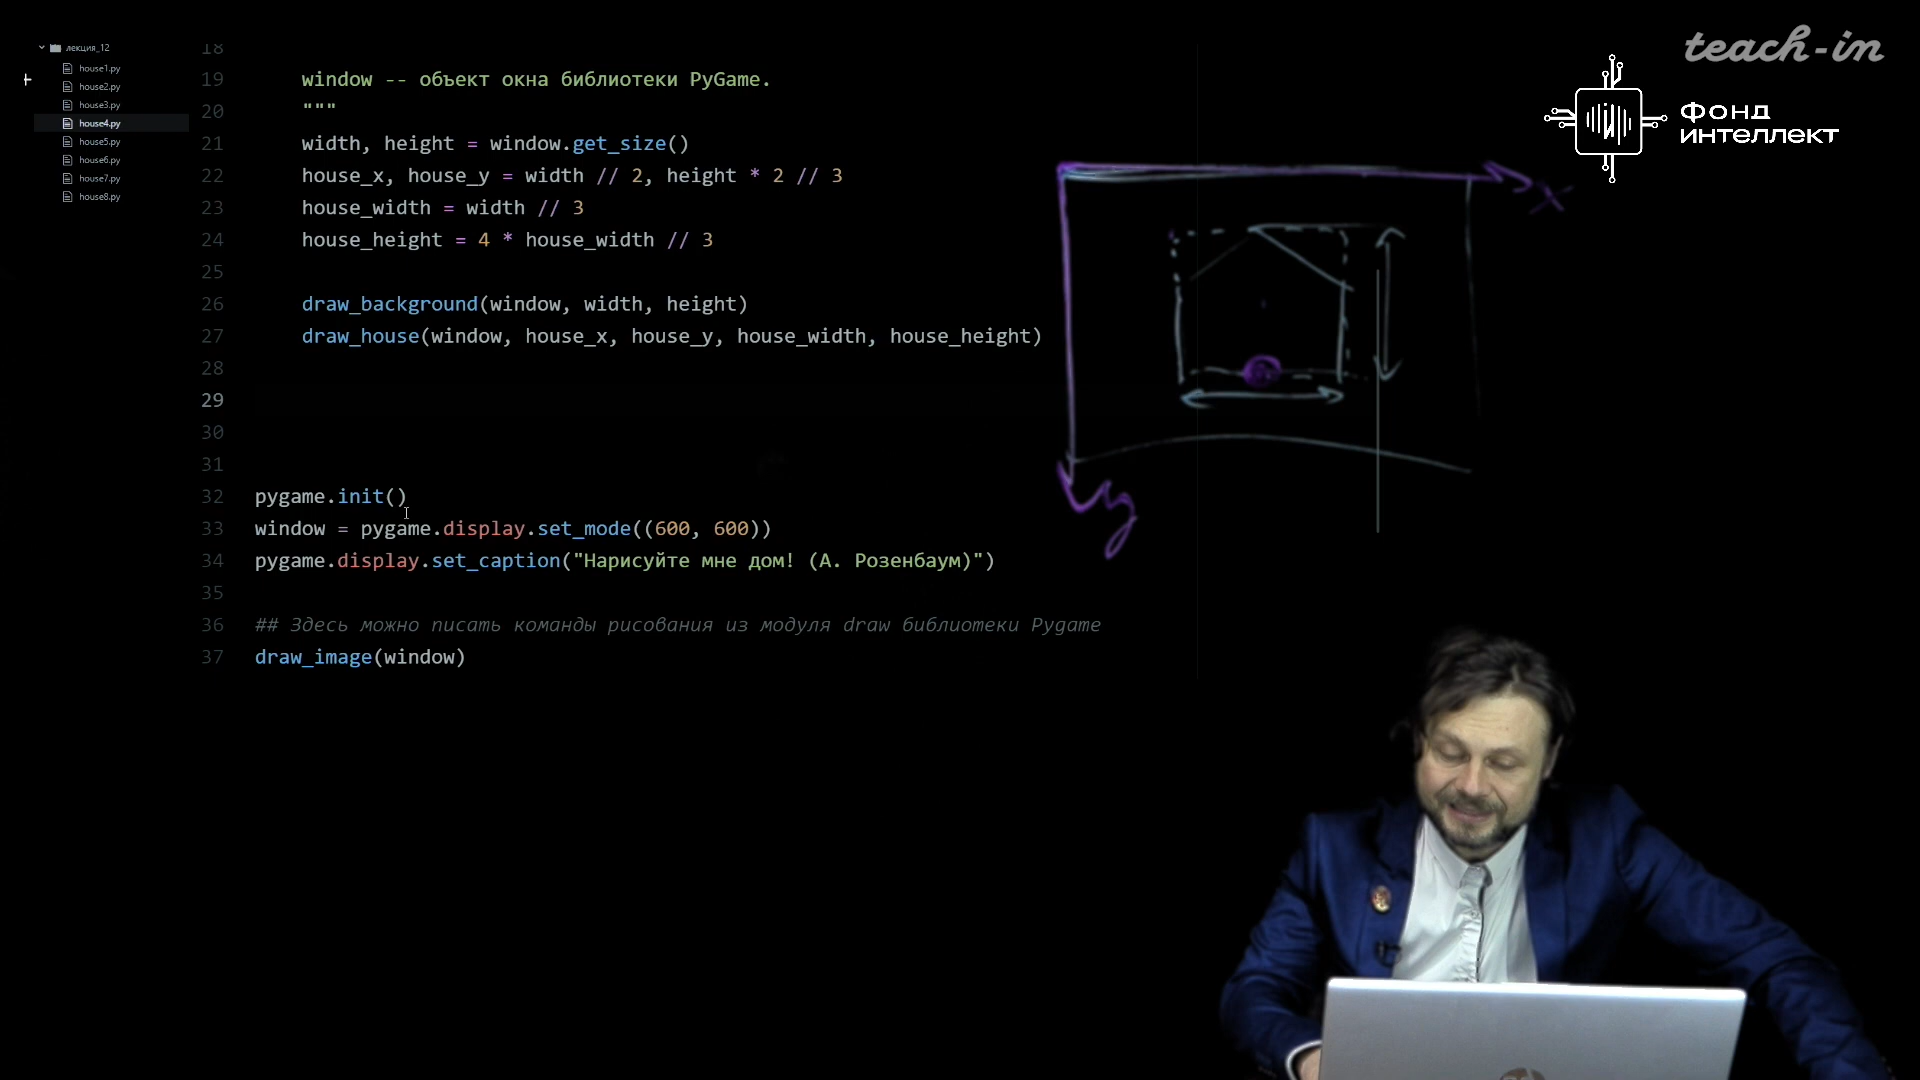 teach-in
Фонд
интеллект
лекция_12
house1.py
house2.py
house3.py
house4.py
house5.py
house6.py
house7.py
house8.py
18
19 window -- объект окна библиотеки PyGame.
20 """
21 width, height = window.get_size()
22 house_x, house_y = width // 2, height * 2 // 3
23 house_width = width // 3
24 house_height = 4 * house_width // 3
25
26 draw_background(window, width, height)
27 draw_house(window, house_x, house_y, house_width, house_height)
28
29
30
31
32 pygame.init()
33 window = pygame.display.set_mode((600, 600))
34 pygame.display.set_caption("Нарисуйте мне дом! (А. Розенбаум)")
35
36 ## Здесь можно писать команды рисования из модуля draw библиотеки Pygame
37 draw_image(window)
x
y